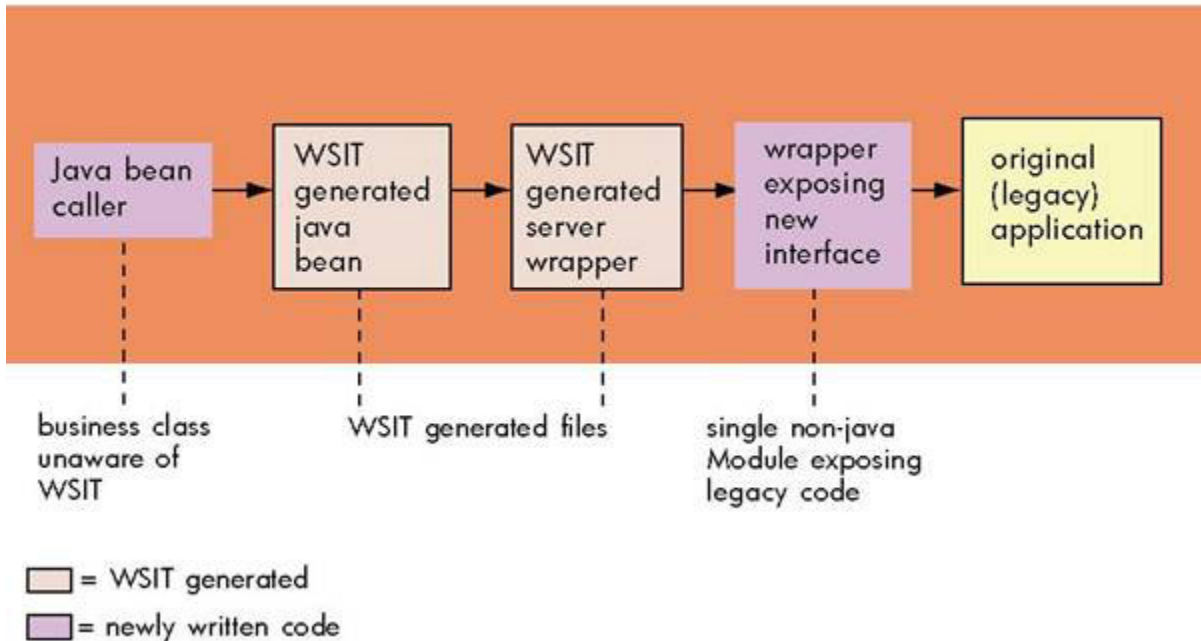 Java bean
caller
WSIT
generated
java
bean
WSIT
generated
server
wrapper
wrapper
exposing
new
interface
original
(legacy)
application
business class
unaware of
WSIT
WSIT generated files
single non-java
Module exposing
legacy code
= WSIT generated
= newly written code